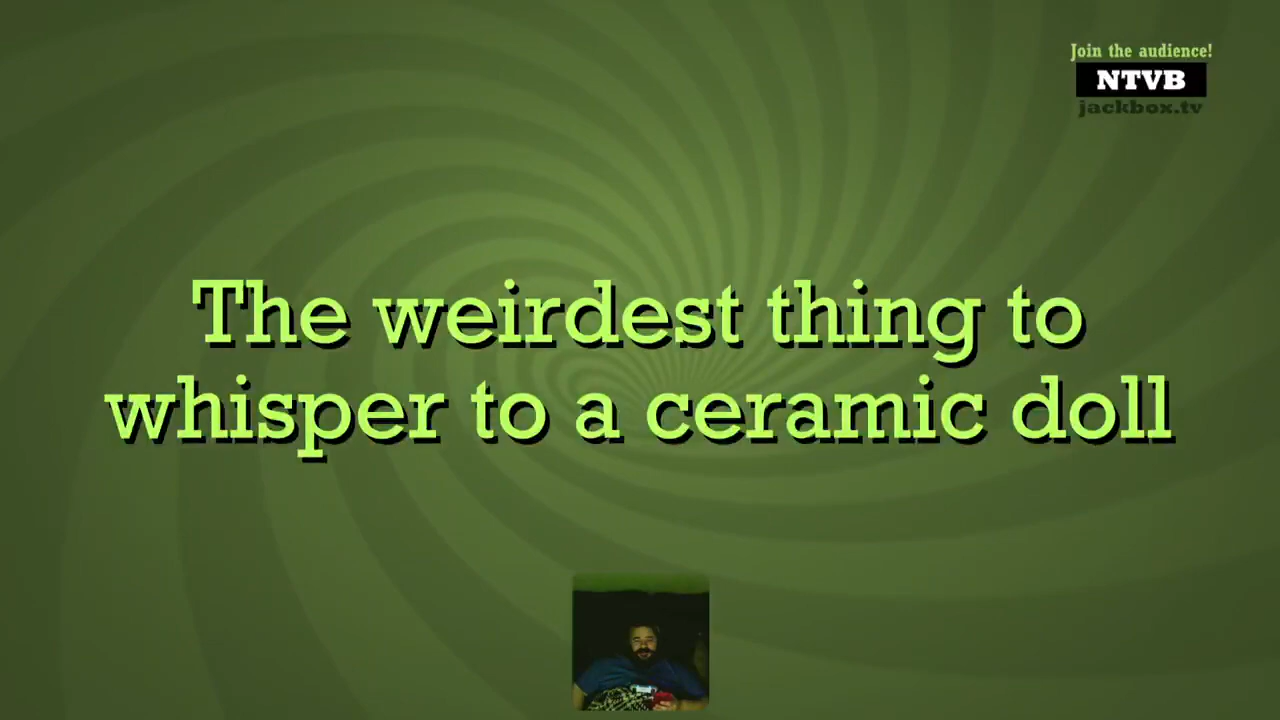 Join the audience!
NTVB
jackbox.tv
The weirdest thing to
whisper to a ceramic doll